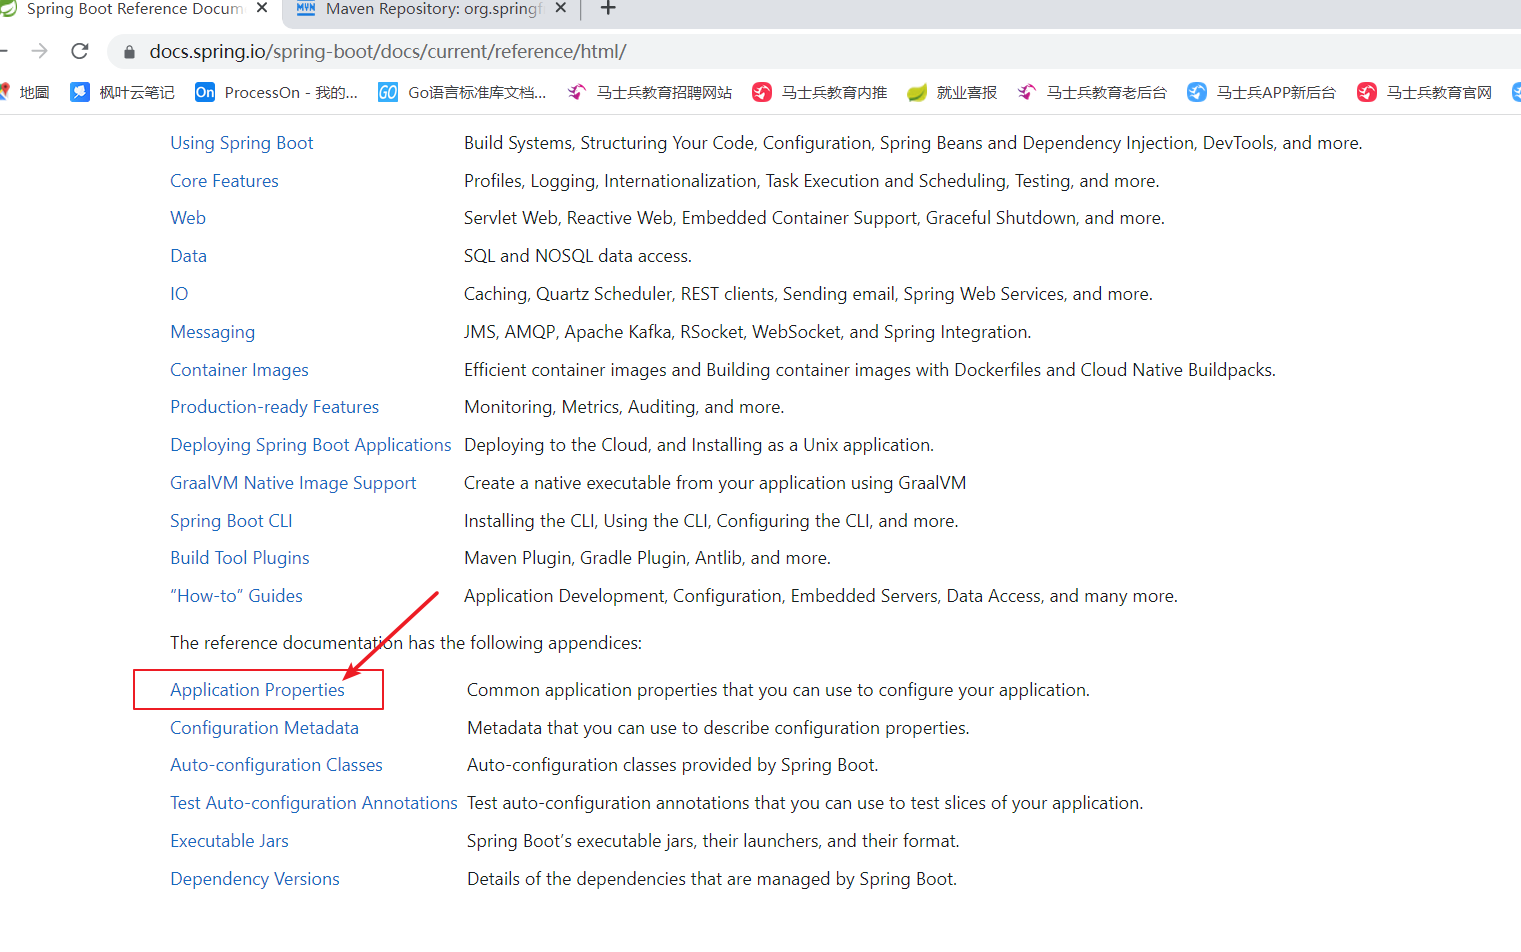 Spring Boot Reference Docum
Maven Repository: org.springf
docs.spring.io/spring-boot/docs/current/reference/html/
地圖 枫叶云笔记 On ProcessOn - 我的... GO Go语言标准库文档... 马士兵教育招聘网站 马士兵教育内推 就业喜报 马士兵教育老后台 马士兵APP新后台 马士兵教育官网
Using Spring Boot Build Systems, Structuring Your Code, Configuration, Spring Beans and Dependency Injection, DevTools, and more.
Core Features Profiles, Logging, Internationalization, Task Execution and Scheduling, Testing, and more.
Web Servlet Web, Reactive Web, Embedded Container Support, Graceful Shutdown, and more.
Data SQL and NOSQL data access.
IO Caching, Quartz Scheduler, REST clients, Sending email, Spring Web Services, and more.
Messaging JMS, AMQP, Apache Kafka, RSocket, WebSocket, and Spring Integration.
Container Images Efficient container images and Building container images with Dockerfiles and Cloud Native Buildpacks.
Production-ready Features Monitoring, Metrics, Auditing, and more.
Deploying Spring Boot Applications Deploying to the Cloud, and Installing as a Unix application.
GraalVM Native Image Support Create a native executable from your application using GraalVM
Spring Boot CLI Installing the CLI, Using the CLI, Configuring the CLI, and more.
Build Tool Plugins Maven Plugin, Gradle Plugin, Antlib, and more.
“How-to” Guides Application Development, Configuration, Embedded Servers, Data Access, and many more.
The reference documentation has the following appendices:
Application Properties Common application properties that you can use to configure your application.
Configuration Metadata Metadata that you can use to describe configuration properties.
Auto-configuration Classes Auto-configuration classes provided by Spring Boot.
Test Auto-configuration Annotations Test auto-configuration annotations that you can use to test slices of your application.
Executable Jars Spring Boot’s executable jars, their launchers, and their format.
Dependency Versions Details of the dependencies that are managed by Spring Boot.